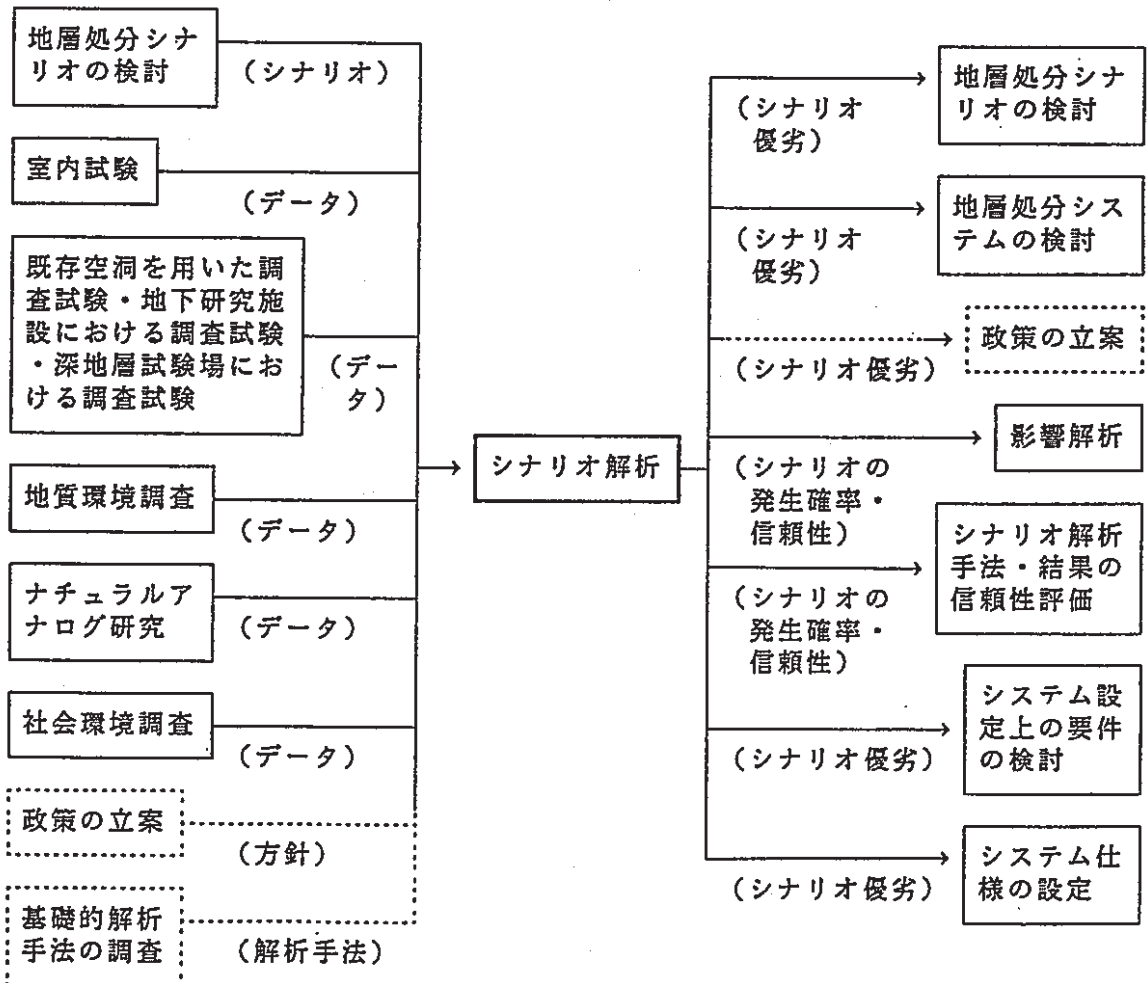 地層処分シナ
リオの検討
(シナリオ)
室内試験
(データ)
既存空洞を用いた調
査試験・地下研究施
設における調査試験
・深地層試験場にお
ける調査試験
(デー
タ)
地質環境調査
(データ)
ナチュラルア
ナログ研究
(データ)
社会環境調査
(データ)
政策の立案
(方針)
基礎的解析
手法の調査
(解析手法)
シナリオ解析
地層処分シナ
リオの検討
(シナリオ
優劣)
地層処分シス
テムの検討
(シナリオ
優劣)
政策の立案
(シナリオ優劣)
影響解析
(シナリオの
発生確率・
信頼性)
シナリオ解析
手法・結果の
信頼性評価
(シナリオの
発生確率・
信頼性)
システム設
定上の要件
の検討
(シナリオ優劣)
システム仕
様の設定
(シナリオ優劣)